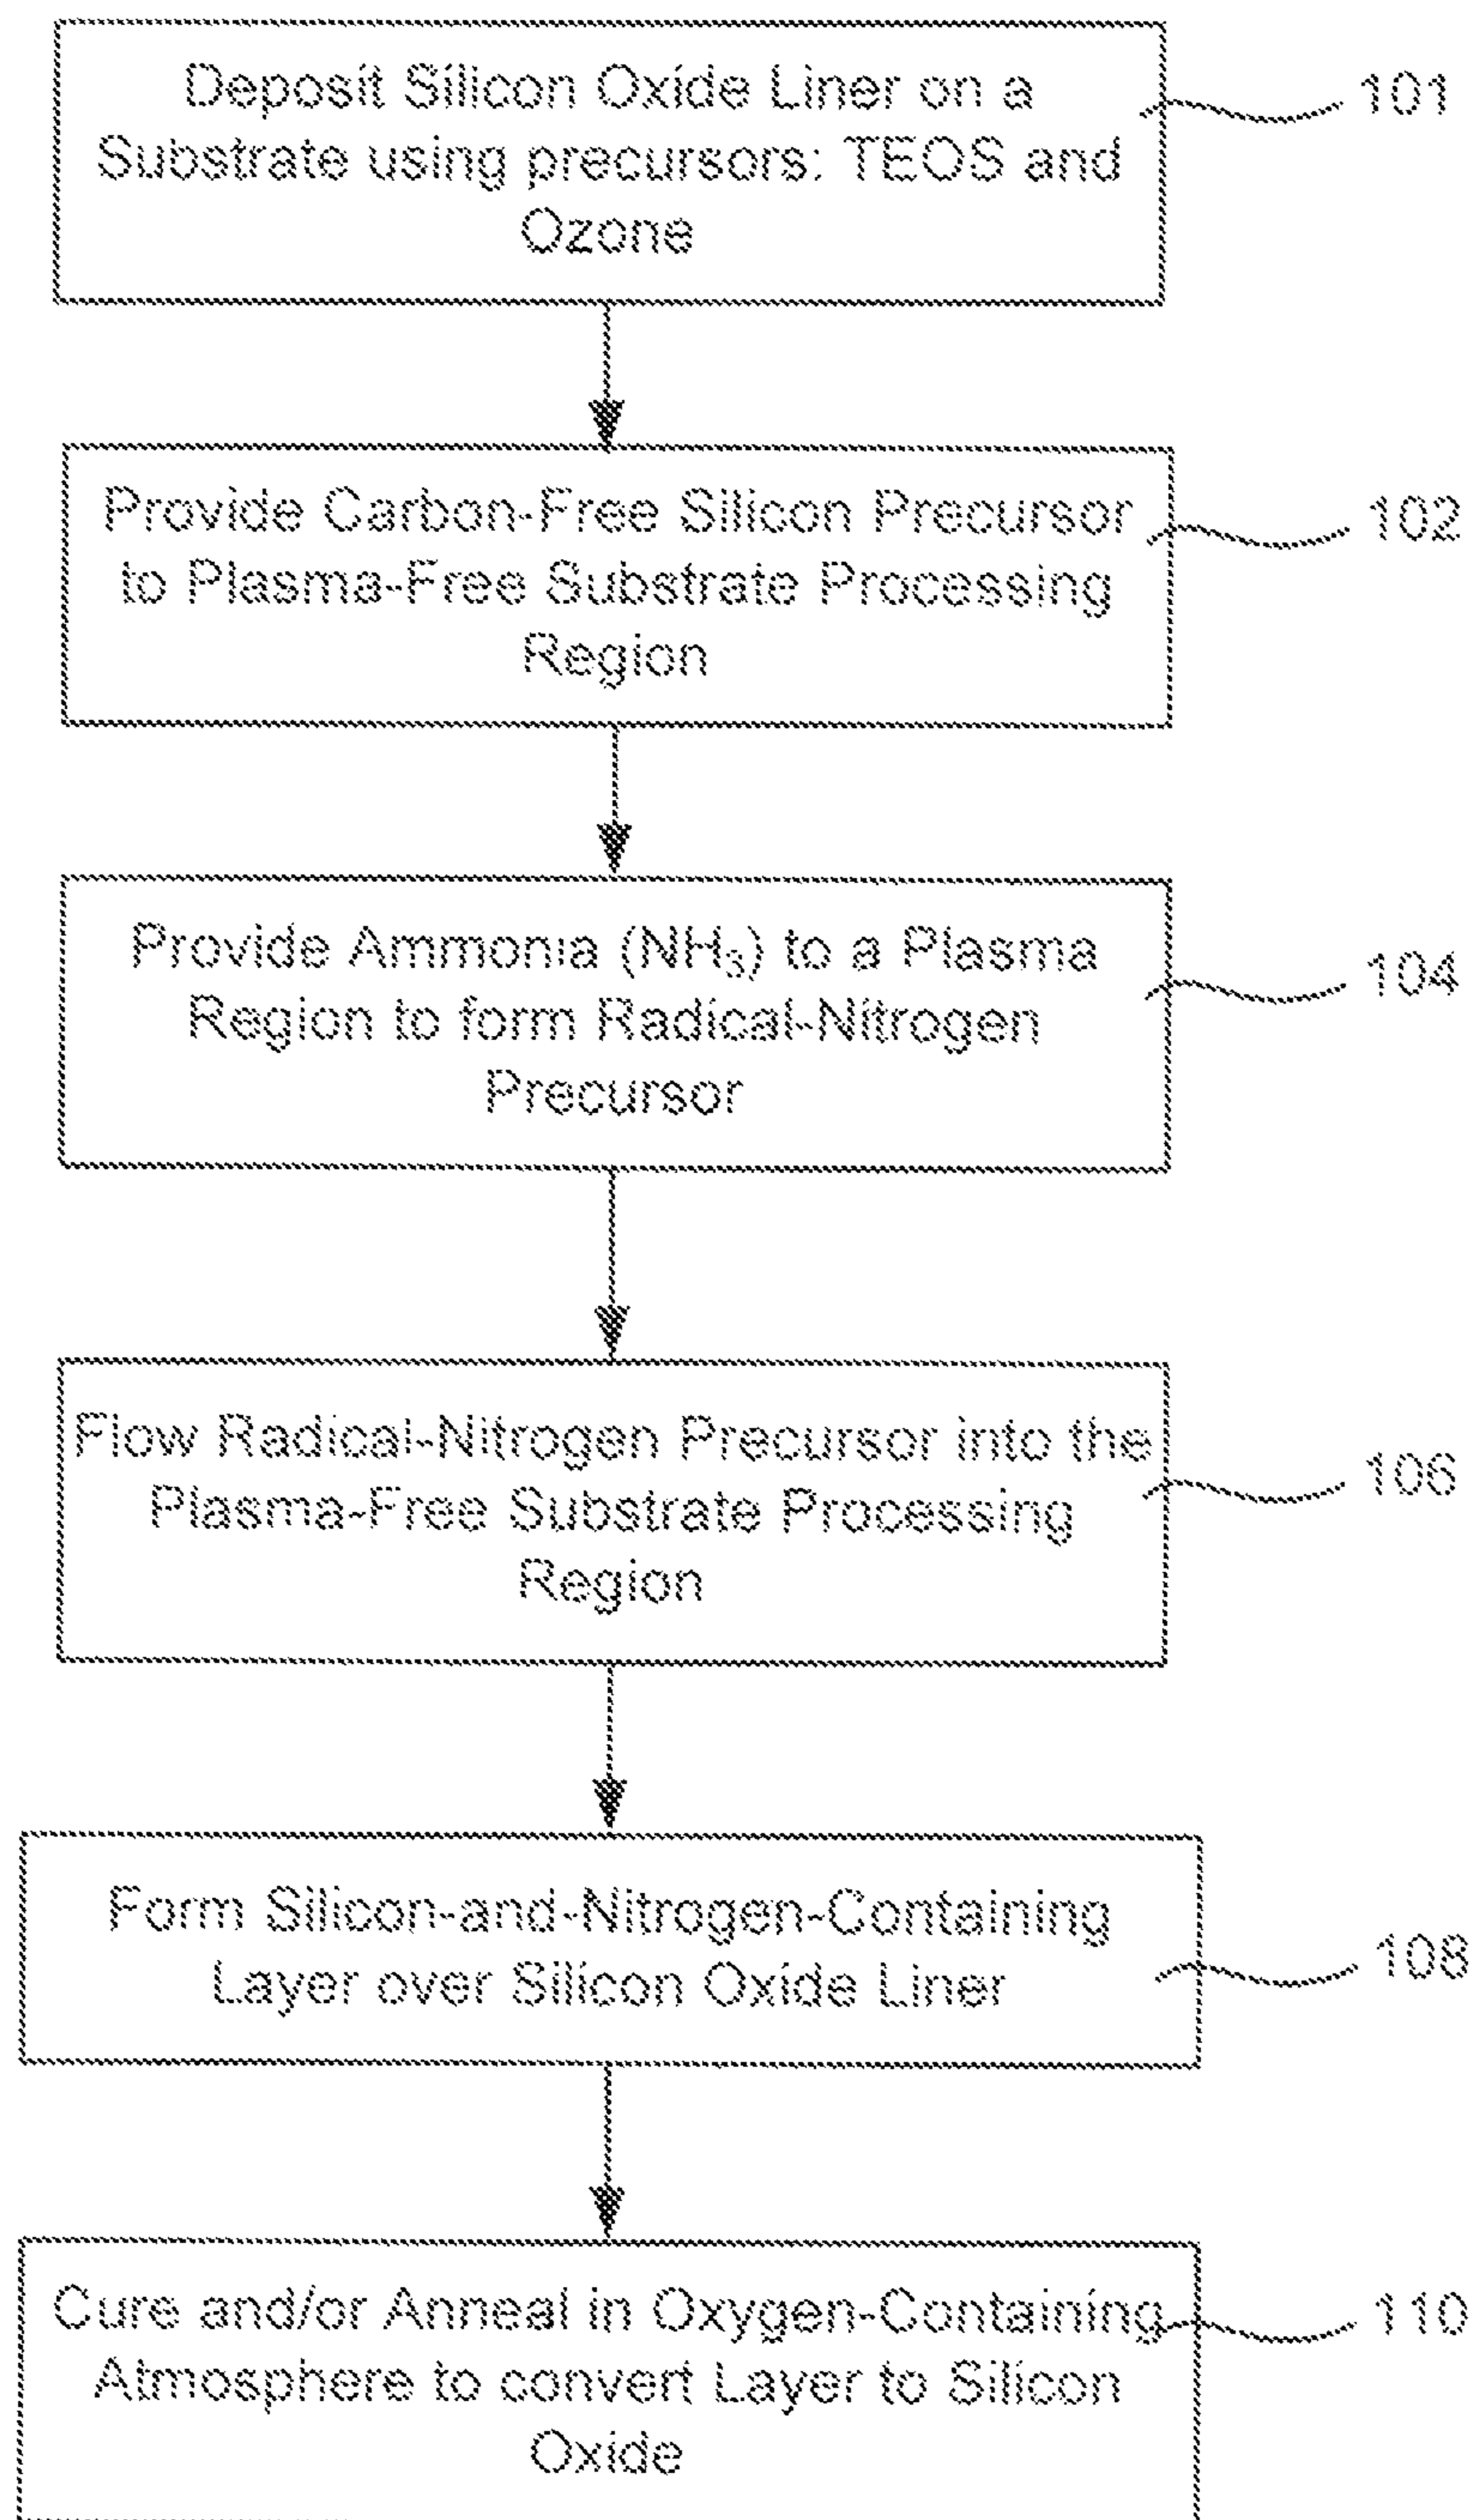 Deposit Silicon Oxide Liner on a
Substrate using precursors: TEOS and
Ozone
101
Provide Carbon-Free Silicon Precursor
to Plasma-Free Substrate Processing
Region
102
Provide Ammonia (NH₃) to a Plasma
Region to form Radical-Nitrogen
Precursor
104
Flow Radical-Nitrogen Precursor into the
Plasma-Free Substrate Processing
Region
106
Form Silicon-and-Nitrogen-Containing
Layer over Silicon Oxide Liner
108
Cure and/or Anneal in Oxygen-Containing
Atmosphere to convert Layer to Silicon
Oxide
110